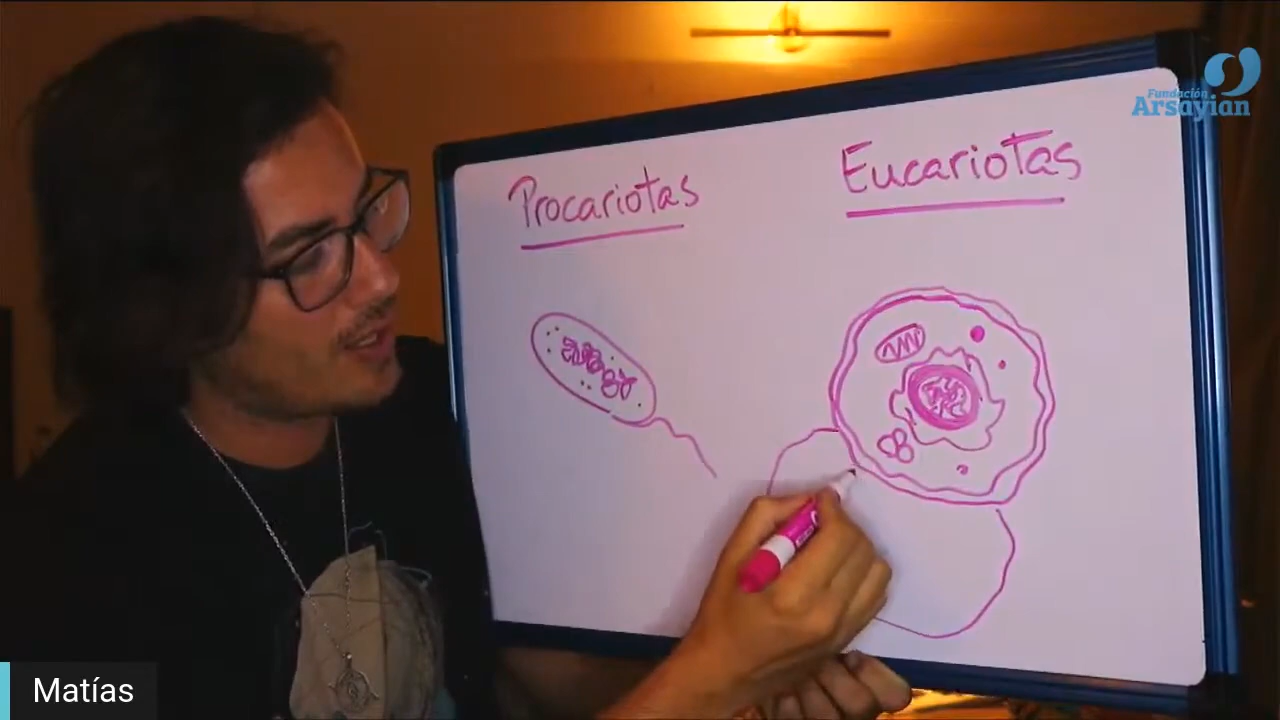 Fundación
Arsayian
Procariotas
Eucariotas
Matías